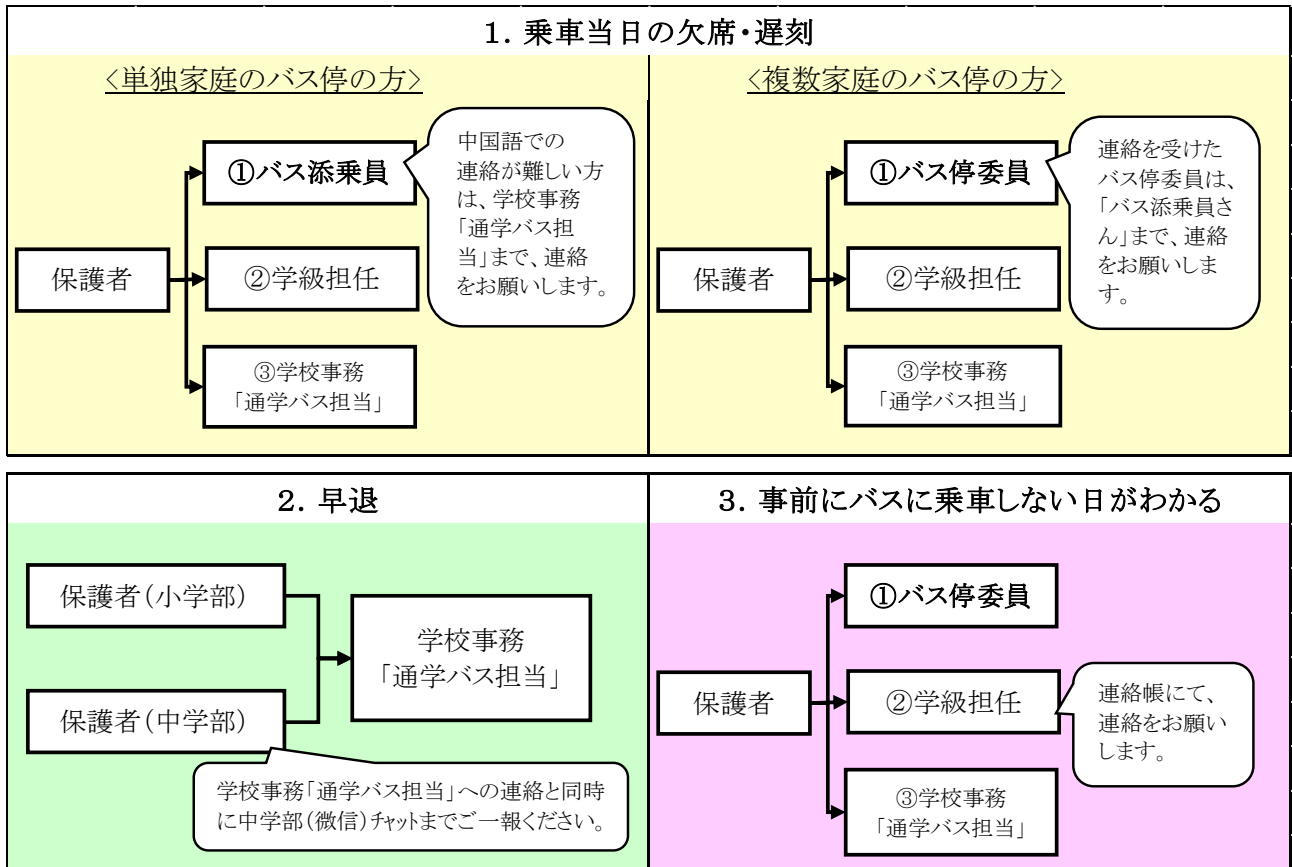 1. 乗車当日の欠席・遅刻
<単独家庭のバス停の方>
①バス添乗員
中国語での
連絡が難しい方
は、学校事務
「通学バス担
当」まで、連絡
をお願いします。
保護者
②学級担任
③学校事務
「通学バス担当」
<複数家庭のバス停の方>
①バス停委員
連絡を受けた
バス停委員は、
「バス添乗員さ
ん」まで、連絡
をお願いしま
す。
保護者
②学級担任
③学校事務
「通学バス担当」
2. 早退
保護者(小学部)
学校事務
「通学バス担当」
保護者(中学部)
学校事務「通学バス担当」への連絡と同時
に中学部(微信)チャットまでご一報ください。
3. 事前にバスに乗車しない日がわかる
①バス停委員
保護者
②学級担任
連絡帳にて、
連絡をお願い
します。
③学校事務
「通学バス担当」